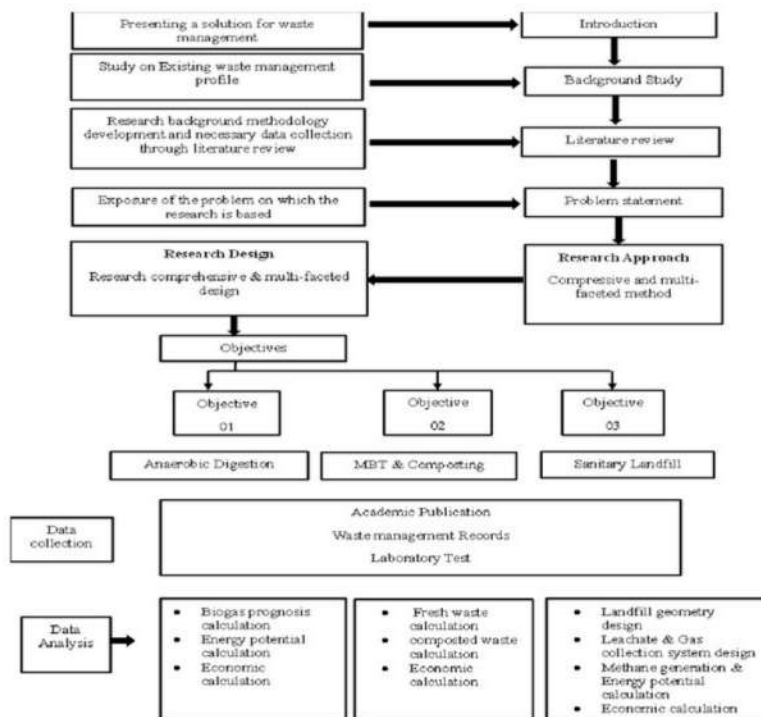 Presenting a solution for waste
management
Introduction
Study on Existing waste management
profile
Background Study
Research background methodology
development and necessary data collection
through literature review
Literature review
Exposure of the problem on which the
research is based
Problem statement
Research Design
Research comprehensive & multi-faceted
design
Research Approach
Compressive and multi-
faceted method
Objectives
Objective
01
Objective
02
Objective
03
Anaerobic Digestion
MBT & Composting
Sanitary Landfill
Data
collection
Academic Publication
Waste management Records
Laboratory Test
Data
Analysis
• Biogas prognosis
calculation
• Energy potential
calculation
• Economic
calculation
• Fresh waste
calculation
• composted waste
calculation
• Economic
calculation.
• Landfill geometry
design
• Leachate & Gas
collection system design
• Methane generation &
Energy potential
calculation
• Economic calculation